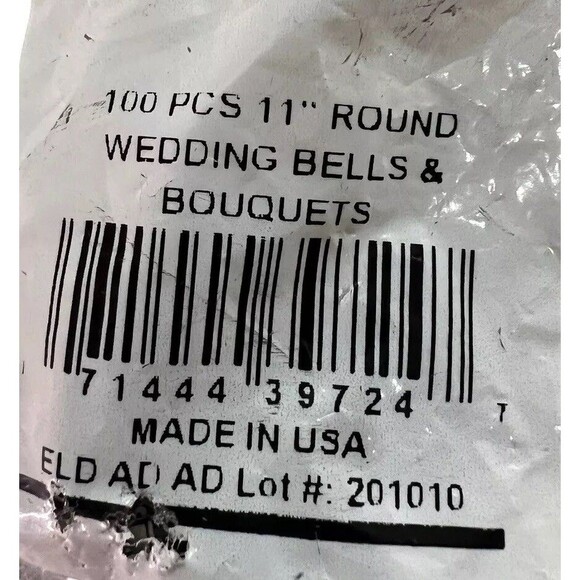 100 PCS 11" ROUND
WEDDING BELLS &
BOUQUETS
71444 39724 T
MADE IN USA
ELD AD AD Lot #: 201010